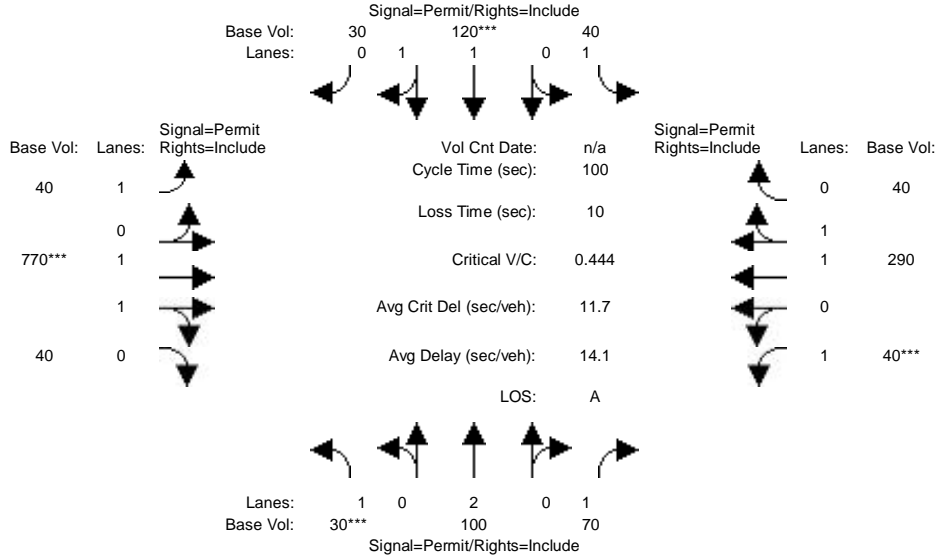 Signal=Permit/Rights=Include
Base Vol: 30 120*** 40
Lanes: 0 1 1 0 1
Signal=Permit Signal=Permit
Base Vol: Lanes: Rights=Include Vol Cnt Date: n/a Rights=Include Lanes: Base Vol:
Cycle Time (sec): 100
40 1 0 40
Loss Time (sec): 10
0 1
770*** 1 Critical V/C: 0.444 1 290
1 Avg Crit Del (sec/veh): 11.7 0
40 0 Avg Delay (sec/veh): 14.1 1 40***
LOS: A
Lanes: 1 0 2 0 1
Base Vol: 30*** 100 70
Signal=Permit/Rights=Include